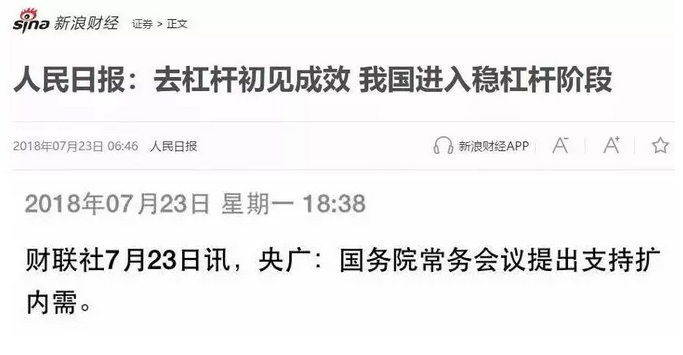 sina 新浪财经 证券 > 正文
人民日报：去杠杆初见成效 我国进入稳杠杆阶段
2018年07月23日 06:46 人民日报 新浪财经APP A- A+
2018年07月23日 星期一 18:38
财联社7月23日讯，央广：国务院常务会议提出支持扩
内需。